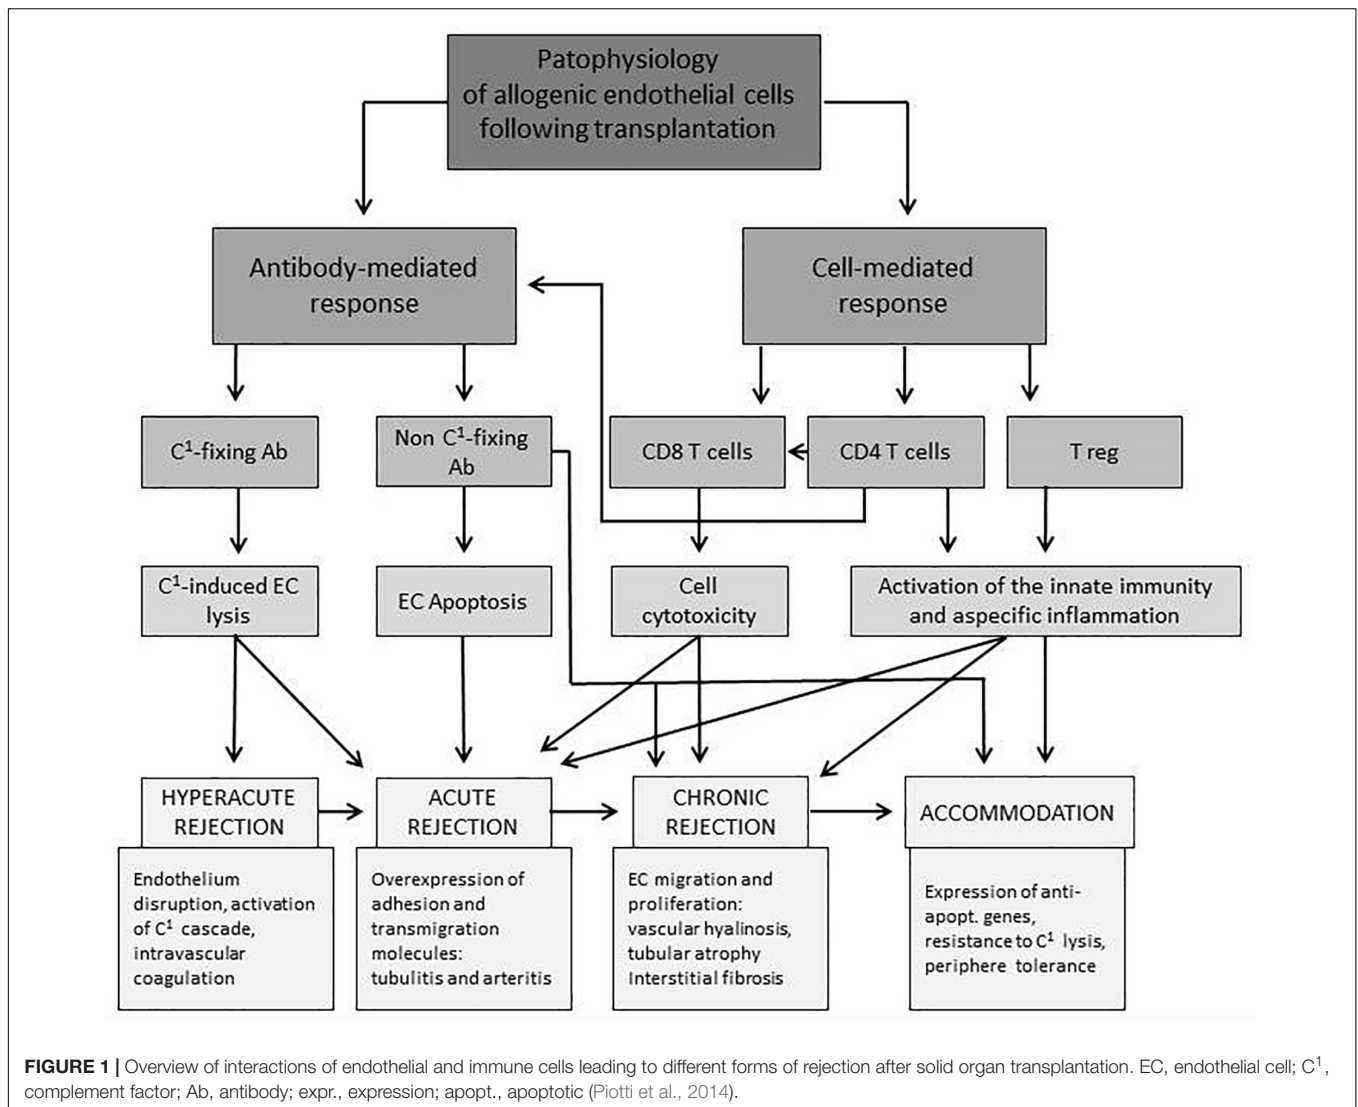 Patophysiology
of allogenic endothelial cells
following transplantation
Antibody-mediated
response
Cell-mediated
response
C¹-fixing Ab
Non C¹-fixing
Ab
CD8 T cells
CD4 T cells
T reg
C¹-induced EC
lysis
EC Apoptosis
Cell
cytotoxicity
Activation of the innate immunity
and aspecific inflammation
HYPERACUTE
REJECTION
ACUTE
REJECTION
CHRONIC
REJECTION
ACCOMMODATION
Endothelium
disruption, activation
of C¹ cascade,
intravascular
coagulation
Overexpression of
adhesion and
transmigration
molecules:
tubulitis and arteritis
EC migration and
proliferation:
vascular hyalinosis,
tubular atrophy
Interstitial fibrosis
Expression of anti-
apopt. genes,
resistance to C¹ lysis,
periphere tolerance
FIGURE 1 | Overview of interactions of endothelial and immune cells leading to different forms of rejection after solid organ transplantation. EC, endothelial cell; C¹,
complement factor; Ab, antibody; expr., expression; apopt., apoptotic (Piotti et al., 2014).